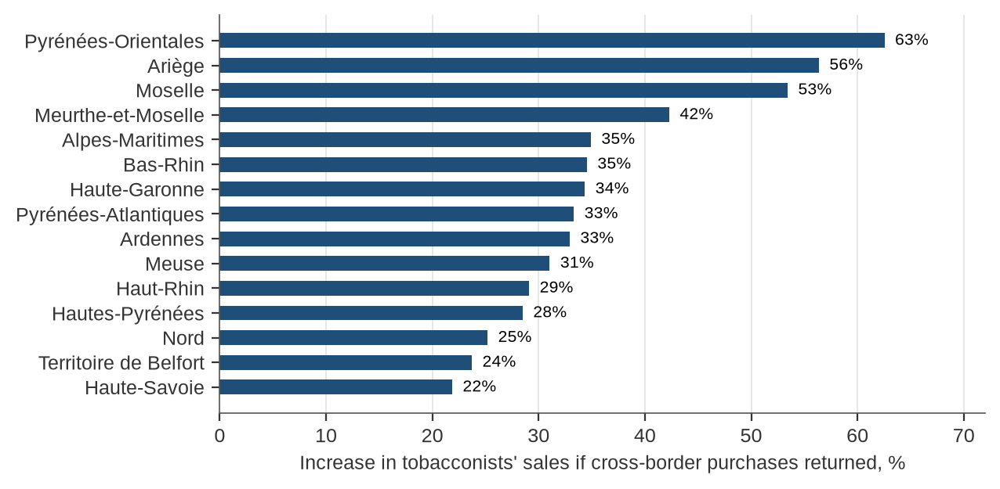 Pyrénées-Orientales 63%
Ariège 56%
Moselle 53%
Meurthe-et-Moselle 42%
Alpes-Maritimes 35%
Bas-Rhin 35%
Haute-Garonne 34%
Pyrénées-Atlantiques 33%
Ardennes 33%
Meuse 31%
Haut-Rhin 29%
Hautes-Pyrénées 28%
Nord 25%
Territoire de Belfort 24%
Haute-Savoie 22%
0 10 20 30 40 50 60 70
Increase in tobacconists' sales if cross-border purchases returned, %